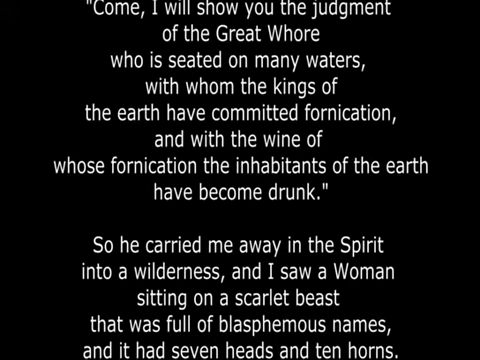 "Come, I will show you the judgment
of the Great Whore
who is seated on many waters,
with whom the kings of
the earth have committed fornication,
and with the wine of
whose fornication the inhabitants of the earth
have become drunk."
So he carried me away in the Spirit
into a wilderness, and I saw a Woman
sitting on a scarlet beast
that was full of blasphemous names,
and it had seven heads and ten horns.